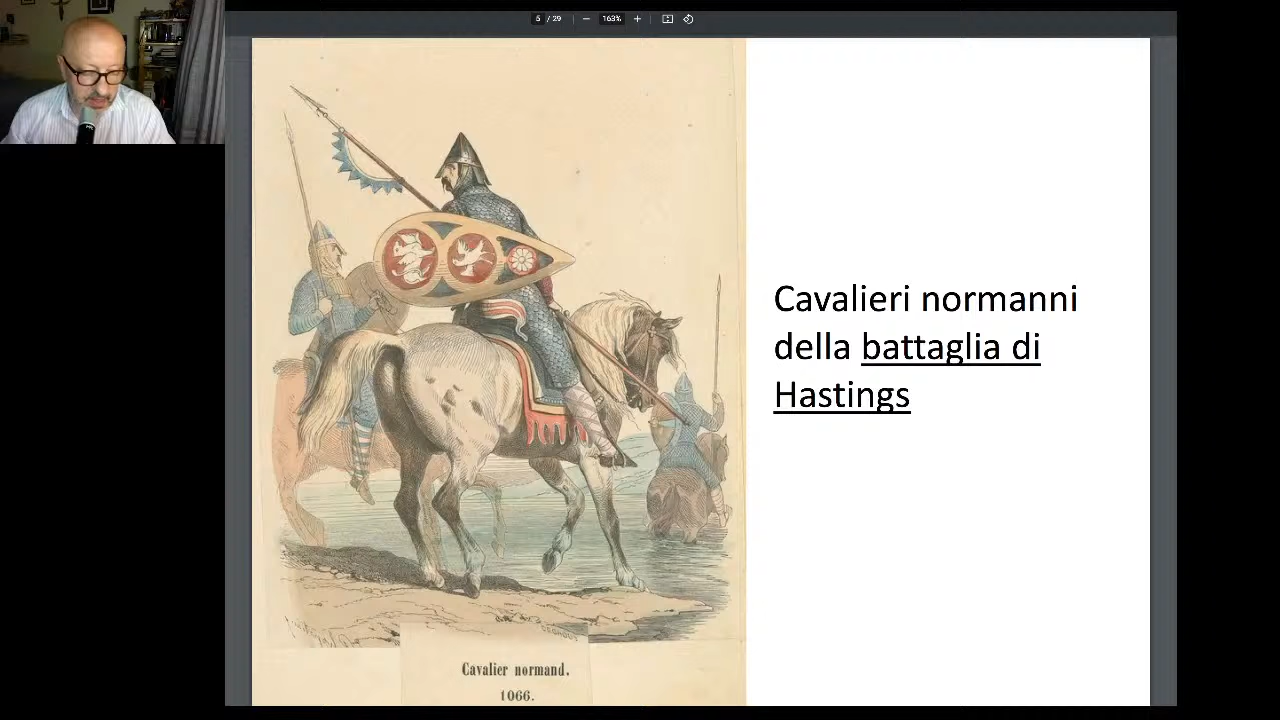 5 / 29 163%
Cavalieri normanni
della battaglia di
Hastings
Cavalier normand.
1066.